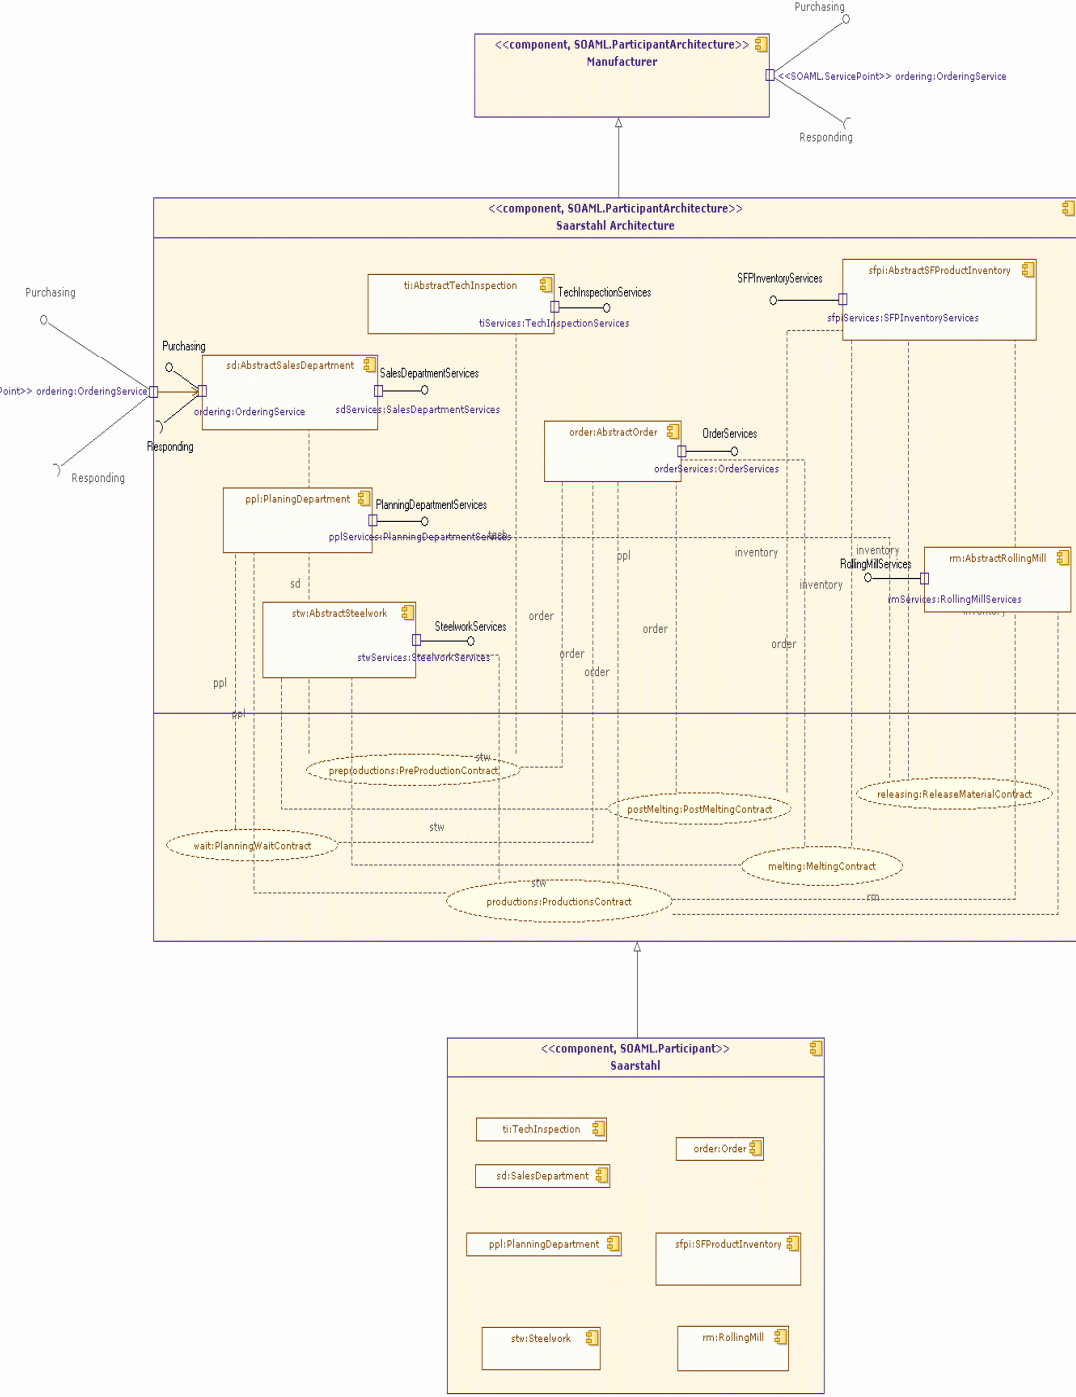 Purchasing
<<component, SOAML.ParticipantArchitecture>>
Manufacturer
<<SOAML.ServicePoint>> ordering:OrderingService
Responding
<<component, SOAML.ParticipantArchitecture>>
Saarstahl Architecture
SFPInventoryServices
sfpi:AbstractSFProductInventory
ti:AbstractTechInspection
TechInspectionServices
Purchasing
sfpiServices:SFPInventoryServices
tiServices:TechInspectionServices
Purchasing
sd:AbstractSalesDepartment
SalesDepartmentServices
Point>> ordering:OrderingService
ordering:OrderingService
sdServices:SalesDepartmentServices
order:AbstractOrder
OrderServices
Responding
orderServices:OrderServices
Responding
ppl:PlaningDepartment
PlanningDepartmentServices
pplServices:PlanningDepartmentServices
ppl
inventory
inventory
rm:AbstractRollingMill
RollingMillServices
sd
inventory
rmServices:RollingMillServices
inventory
stw:AbstractSteelwork
order
SteelworkServices
order
order
stwServices:SteelworkServices
order
order
ppl
ppl
stw
preproductions:PreProductionContract
releasing:ReleaseMaterialContract
postMelting:PostMeltingContract
stw
wait:PlanningWaitContract
melting:MeltingContract
stw
rm
productions:ProductionsContract
<<component, SOAML.Participant>>
Saarstahl
ti:TechInspection
order:Order
sd:SalesDepartment
ppl:PlanningDepartment
sfpi:SFProductInventory
stw:Steelwork
rm:RollingMill